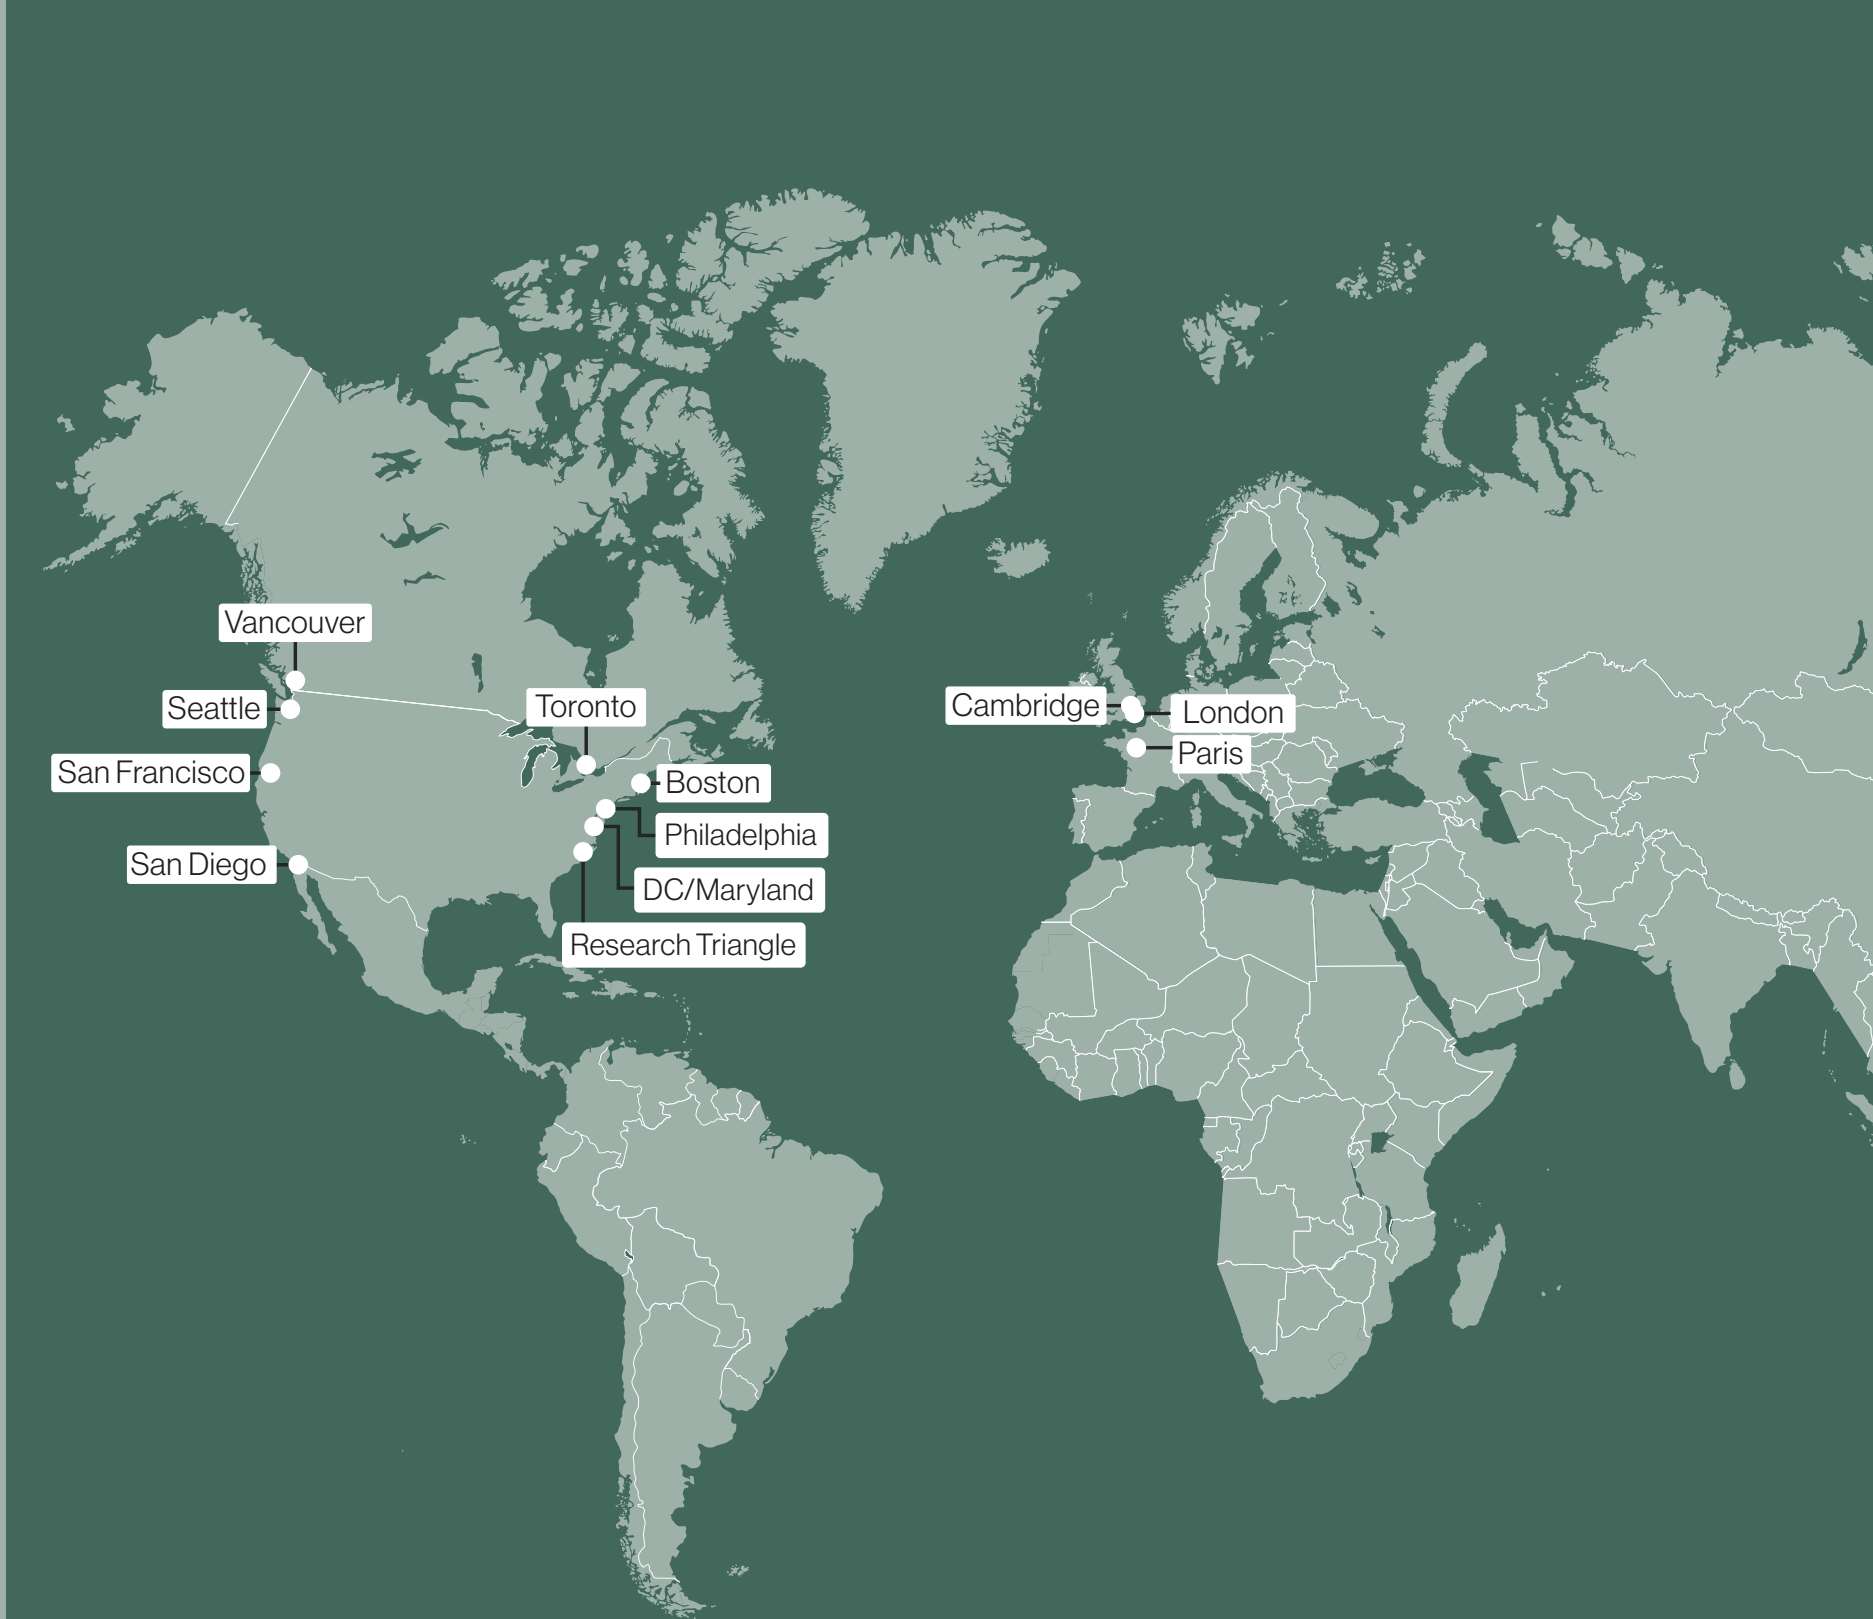 Vancouver
Seattle
Toronto
San Francisco
Boston
Philadelphia
San Diego
DC/Maryland
Research Triangle
Cambridge
London
Paris